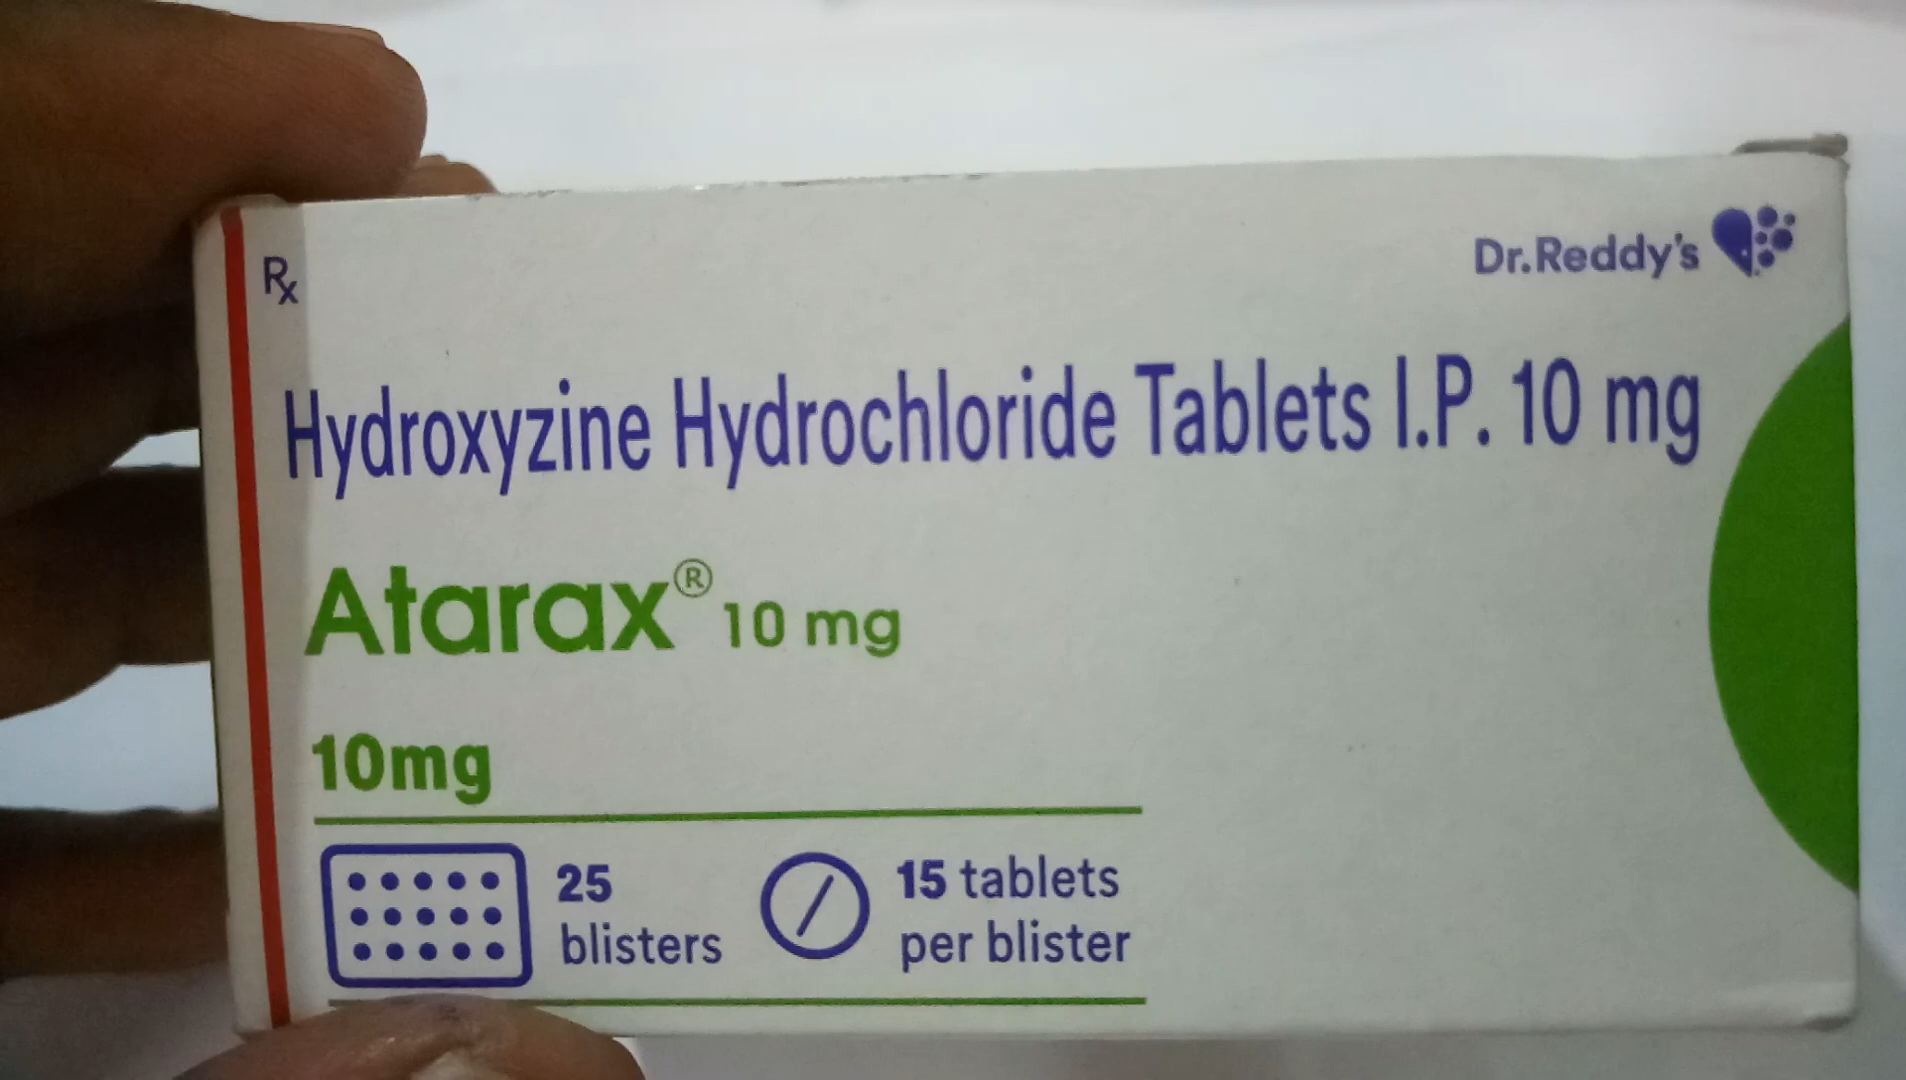 Rx
Dr.Reddy's
Hydroxyzine Hydrochloride Tablets I.P. 10 mg
Atarax® 10 mg
10mg
25 blisters
15 tablets per blister